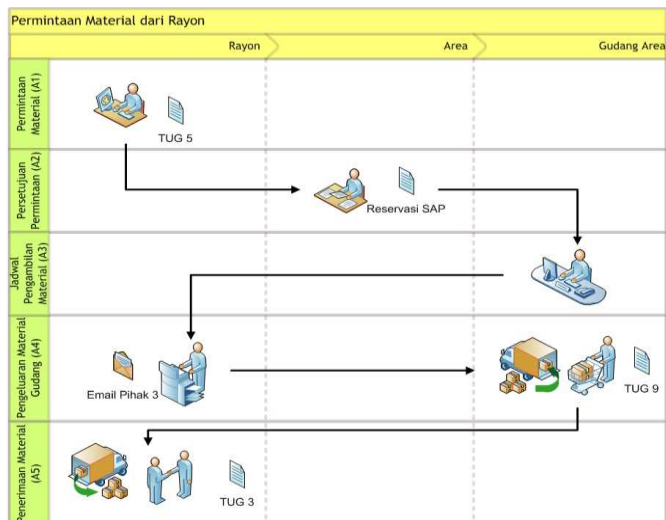 Permintaan Material dari Rayon
Rayon
Area
Gudang Area
Permintaan
Material (A1)
TUG 5
Persetujuan
Permintaan (A2)
Reservasi SAP
Jadwal
Pengambilan
Material (A3)
Pengeluaran Material
Gudang (A4)
Email Pihak 3
TUG 9
Penerimaan Material
(A5)
TUG 3